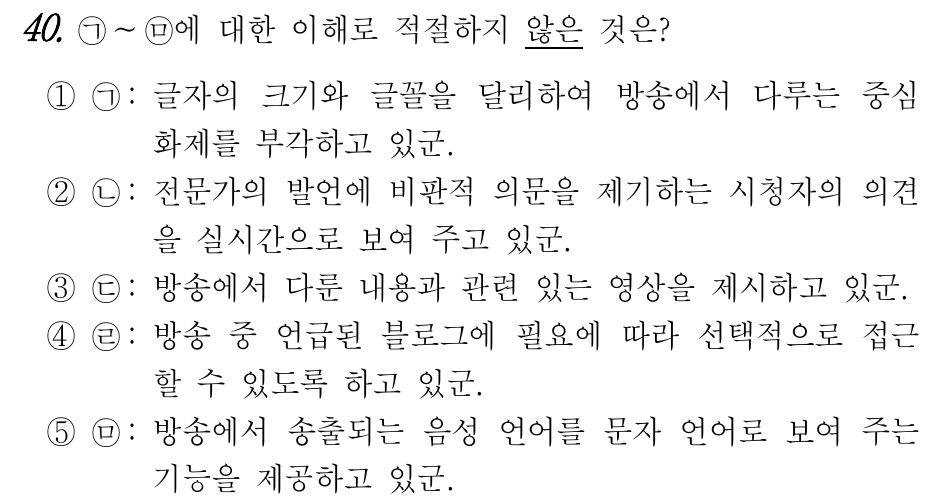 40. ㉠~㉤에 대한 이해로 적절하지 않은 것은?
① ㉠: 글자의 크기와 글꼴을 달리하여 방송에서 다루는 중심
화제를 부각하고 있군.
② ㉡: 전문가의 발언에 비판적 의문을 제기하는 시청자의 의견
을 실시간으로 보여 주고 있군.
③ ㉢: 방송에서 다룬 내용과 관련 있는 영상을 제시하고 있군.
④ ㉣: 방송 중 언급된 블로그에 필요에 따라 선택적으로 접근
할 수 있도록 하고 있군.
⑤ ㉤: 방송에서 송출되는 음성 언어를 문자 언어로 보여 주는
기능을 제공하고 있군.